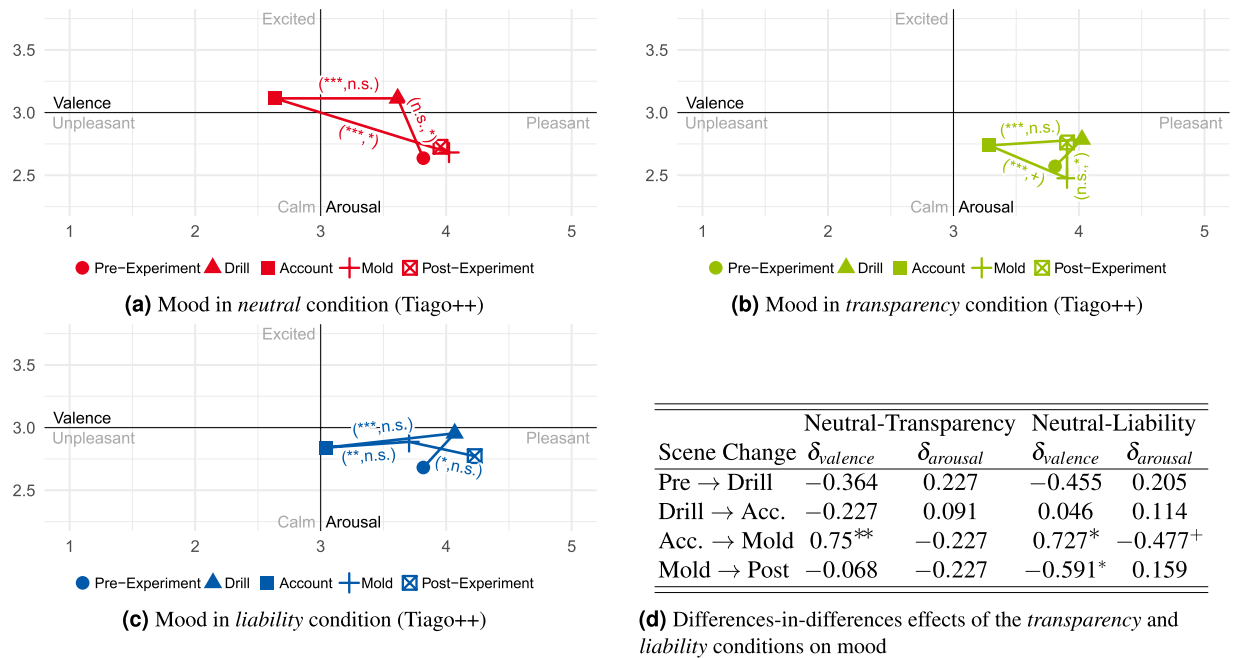 Excited
3.5
(***,n.s.)
Valence
3.0
Unpleasant
Pleasant
(n.s.,*)
(***,*)
2.5
Calm Arousal
1 2 3 4 5
Pre−Experiment Drill Account Mold Post−Experiment
(a) Mood in neutral condition (Tiago++)
Excited
3.5
Valence
3.0
Unpleasant
Pleasant
(***,n.s.)
(***,+)
(n.s.,*)
2.5
Calm Arousal
1 2 3 4 5
Pre−Experiment Drill Account Mold Post−Experiment
(b) Mood in transparency condition (Tiago++)
Excited
3.5
Valence
3.0
Unpleasant
Pleasant
(***,n.s.)
(**,n.s.)
(*,n.s.)
2.5
Calm Arousal
1 2 3 4 5
Pre−Experiment Drill Account Mold Post−Experiment
(c) Mood in liability condition (Tiago++)
Neutral-Transparency Neutral-Liability
Scene Change δvalence δarousal δvalence δarousal
Pre → Drill −0.364 0.227 −0.455 0.205
Drill → Acc. −0.227 0.091 0.046 0.114
Acc. → Mold 0.75** −0.227 0.727* −0.477+
Mold → Post −0.068 −0.227 −0.591* 0.159
(d) Differences-in-differences effects of the transparency and
liability conditions on mood